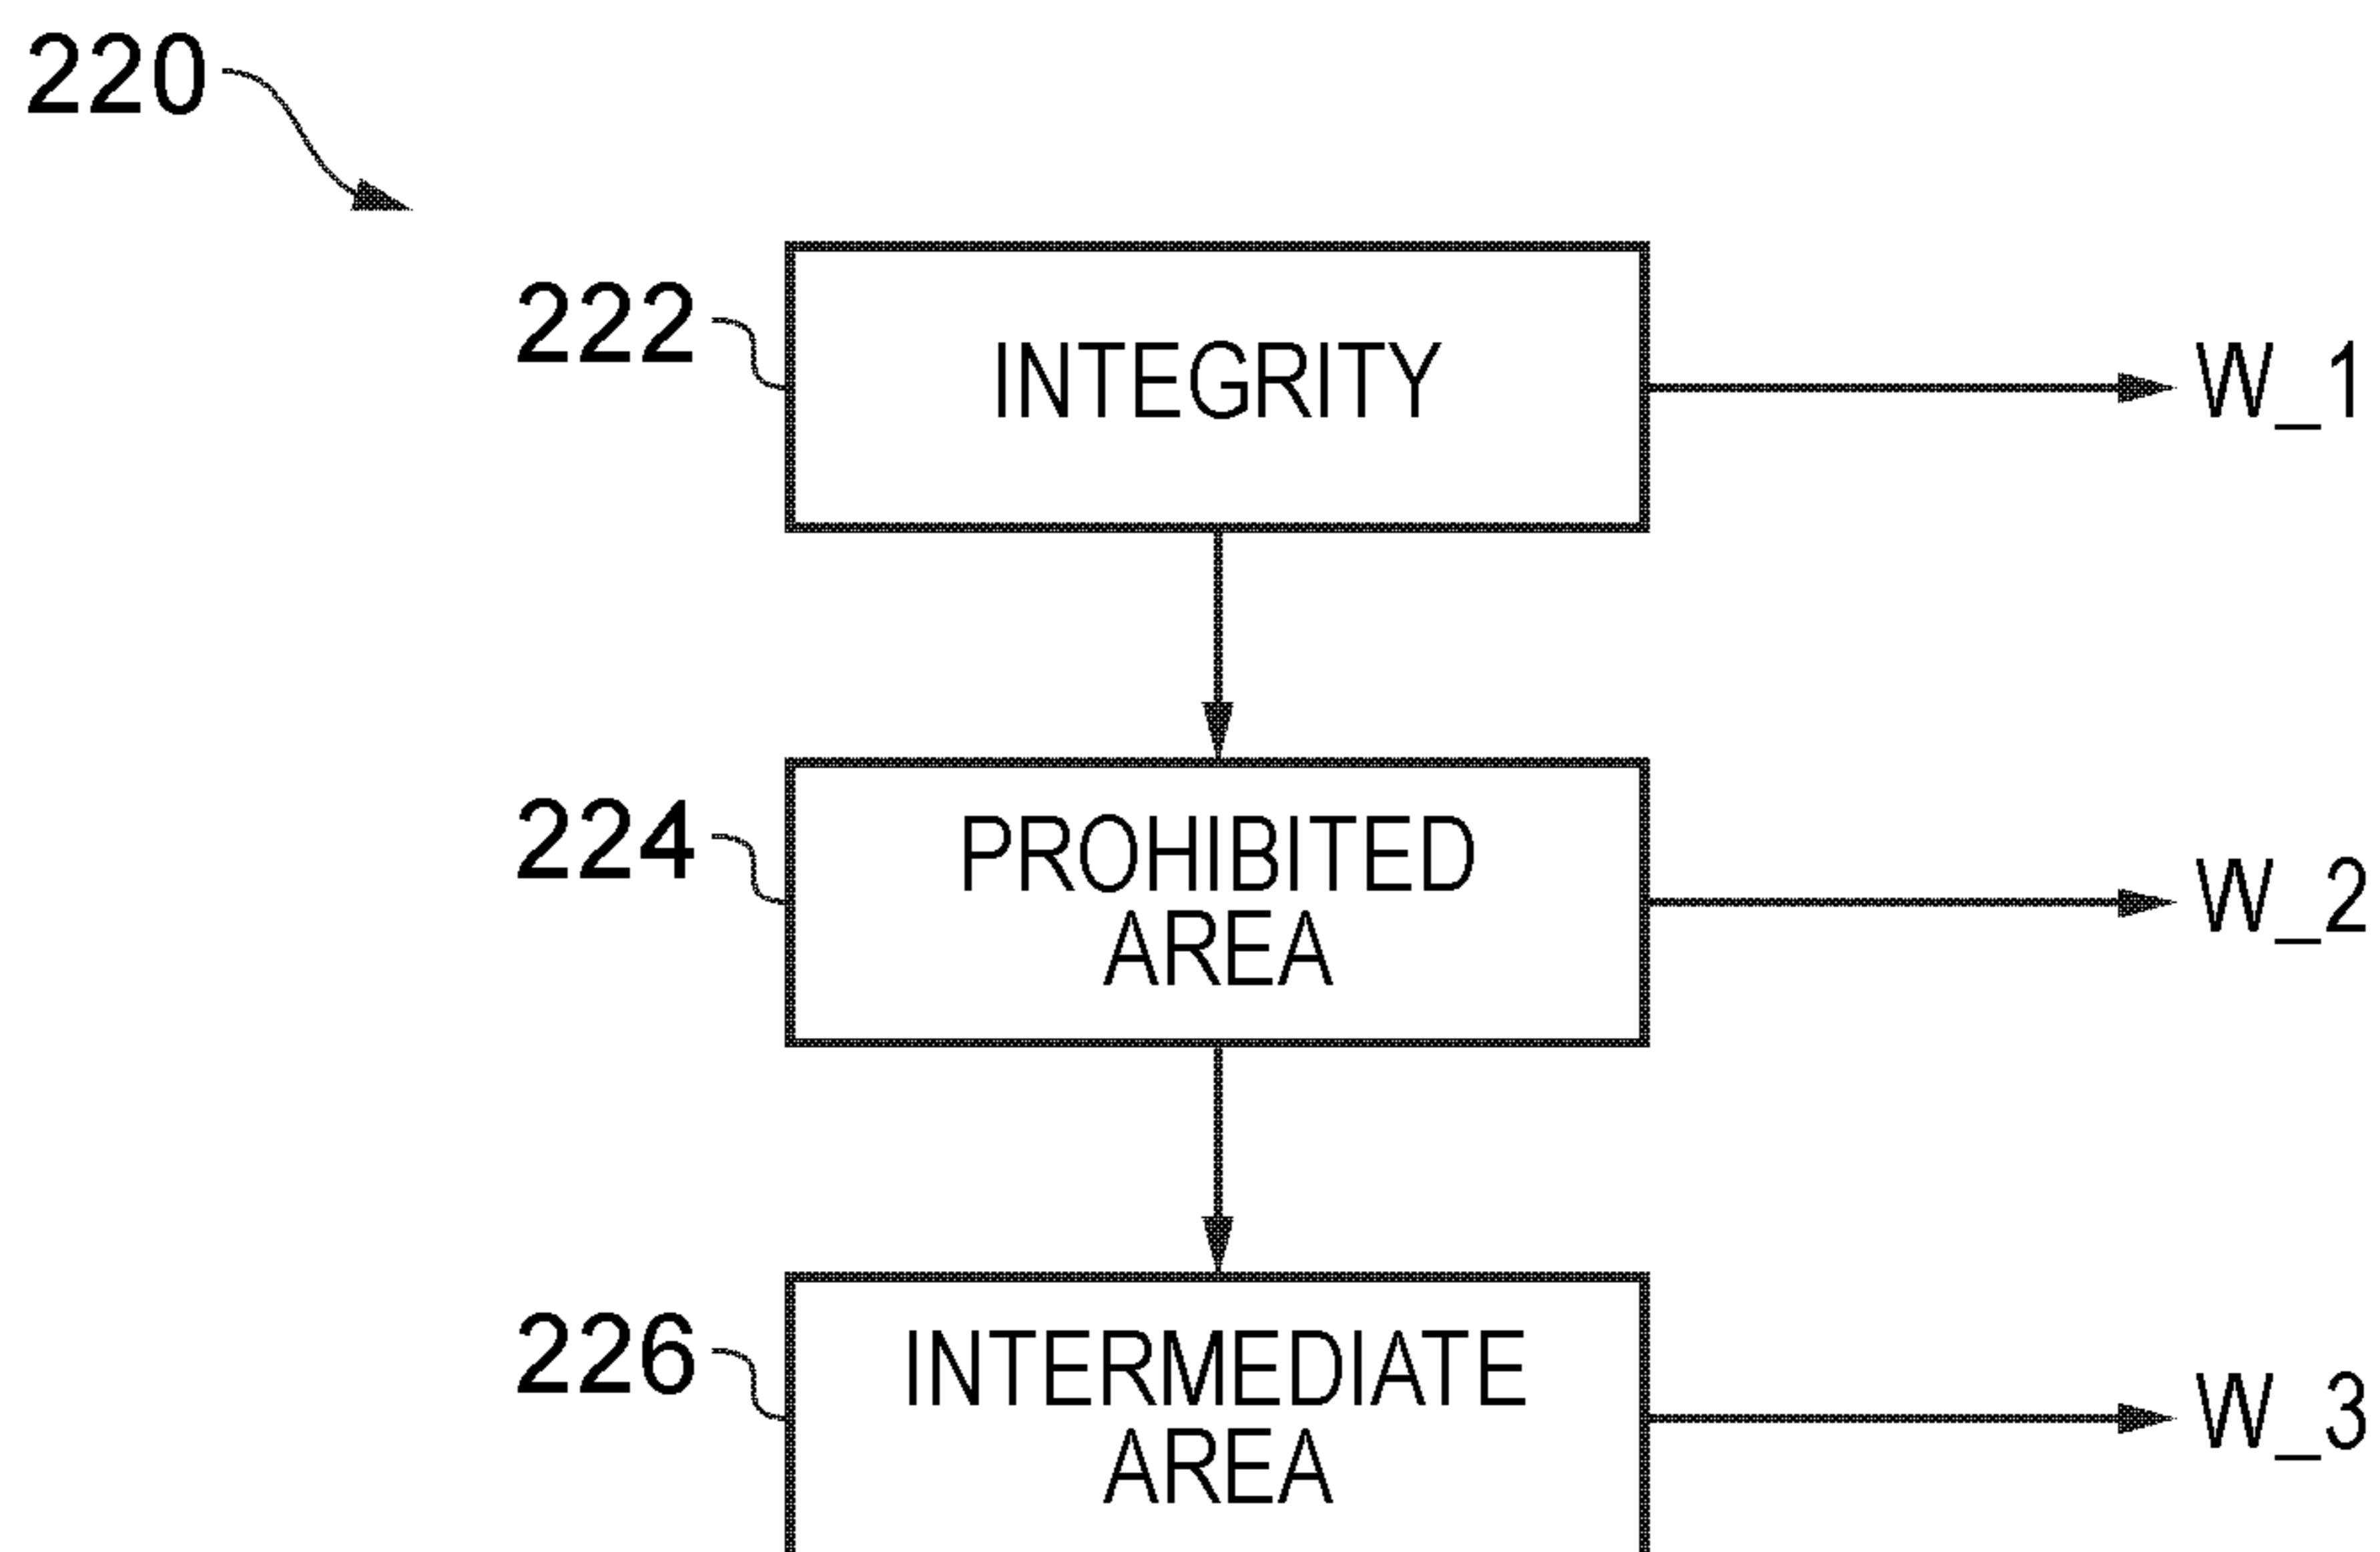 220
222
INTEGRITY
W_1
224
PROHIBITED
AREA
W_2
226
INTERMEDIATE
AREA
W_3